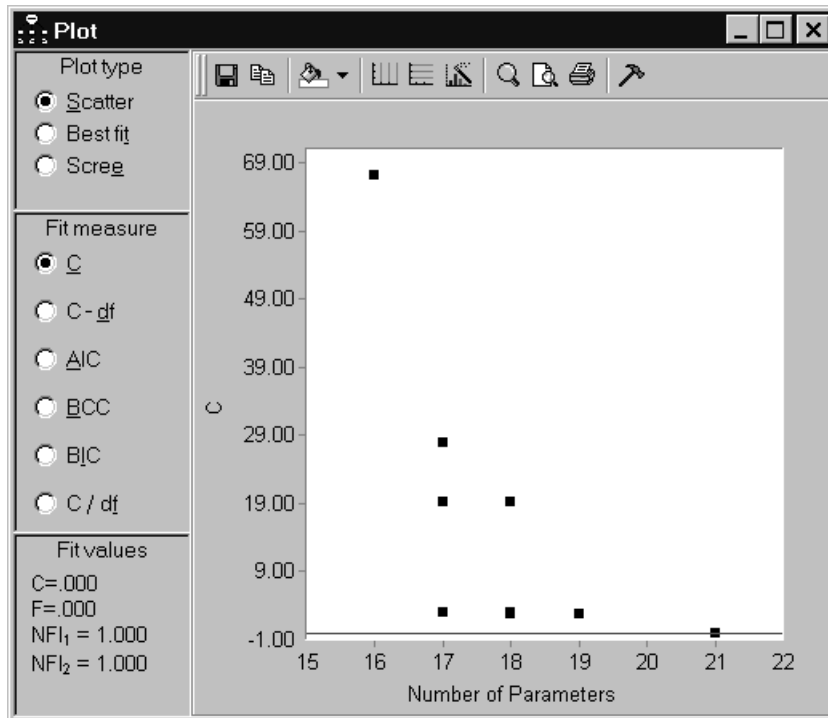 Plot
Plot type
Scatter
Best fit
Scree
Fit measure
C
C - df
AIC
BCC
BIC
C / df
Fit values
C=.000
F=.000
NFI₁ = 1.000
NFI₂ = 1.000
69.00
59.00
49.00
39.00
29.00
19.00
9.00
-1.00
C
15 16 17 18 19 20 21 22
Number of Parameters